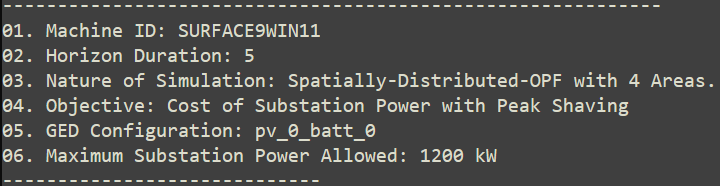 ---------------------------------------------------------------
01. Machine ID: SURFACE9WIN11
02. Horizon Duration: 5
03. Nature of Simulation: Spatially-Distributed-OPF with 4 Areas.
04. Objective: Cost of Substation Power with Peak Shaving
05. GED Configuration: pv_0_batt_0
06. Maximum Substation Power Allowed: 1200 kW
------------------------------